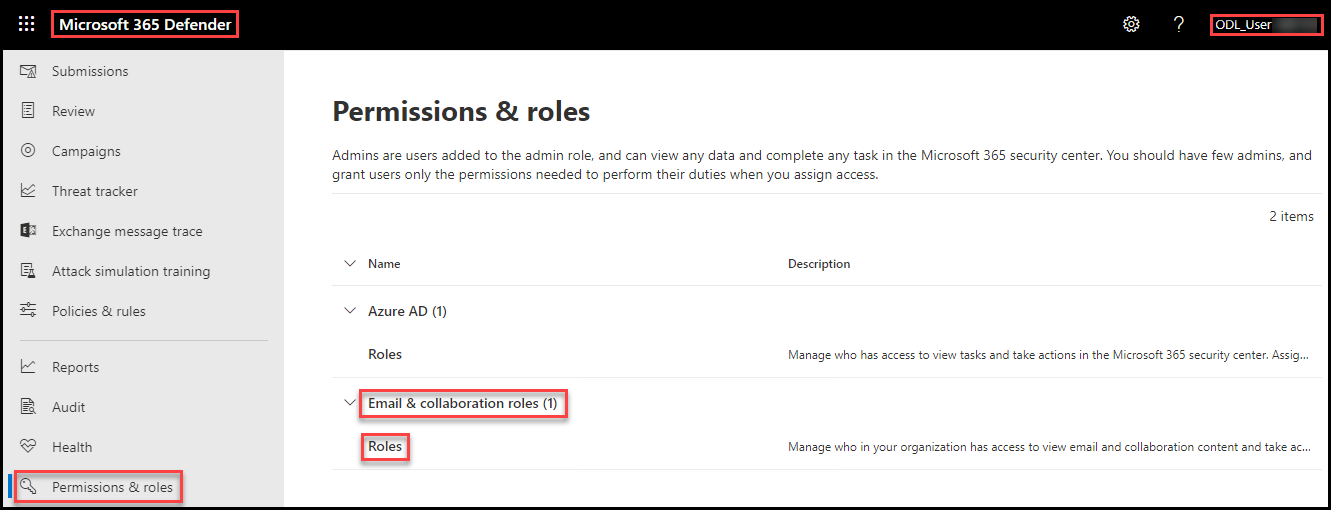 Microsoft 365 Defender
? ODL_User
Submissions
Review
Campaigns
Threat tracker
Exchange message trace
Attack simulation training
Policies & rules
Reports
Audit
Health
Permissions & roles
Permissions & roles
Admins are users added to the admin role, and can view any data and complete any task in the Microsoft 365 security center. You should have few admins, and
grant users only the permissions needed to perform their duties when you assign access.
2 items
Name Description
Azure AD (1)
Roles Manage who has access to view tasks and take actions in the Microsoft 365 security center. Assig...
Email & collaboration roles (1)
Roles Manage who in your organization has access to view email and collaboration content and take ac...